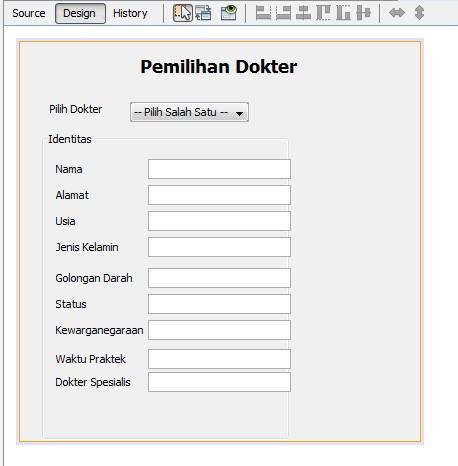 Source Design History
Pemilihan Dokter
Pilih Dokter -- Pilih Salah Satu --
Identitas
Nama
Alamat
Usia
Jenis Kelamin
Golongan Darah
Status
Kewarganegaraan
Waktu Praktek
Dokter Spesialis